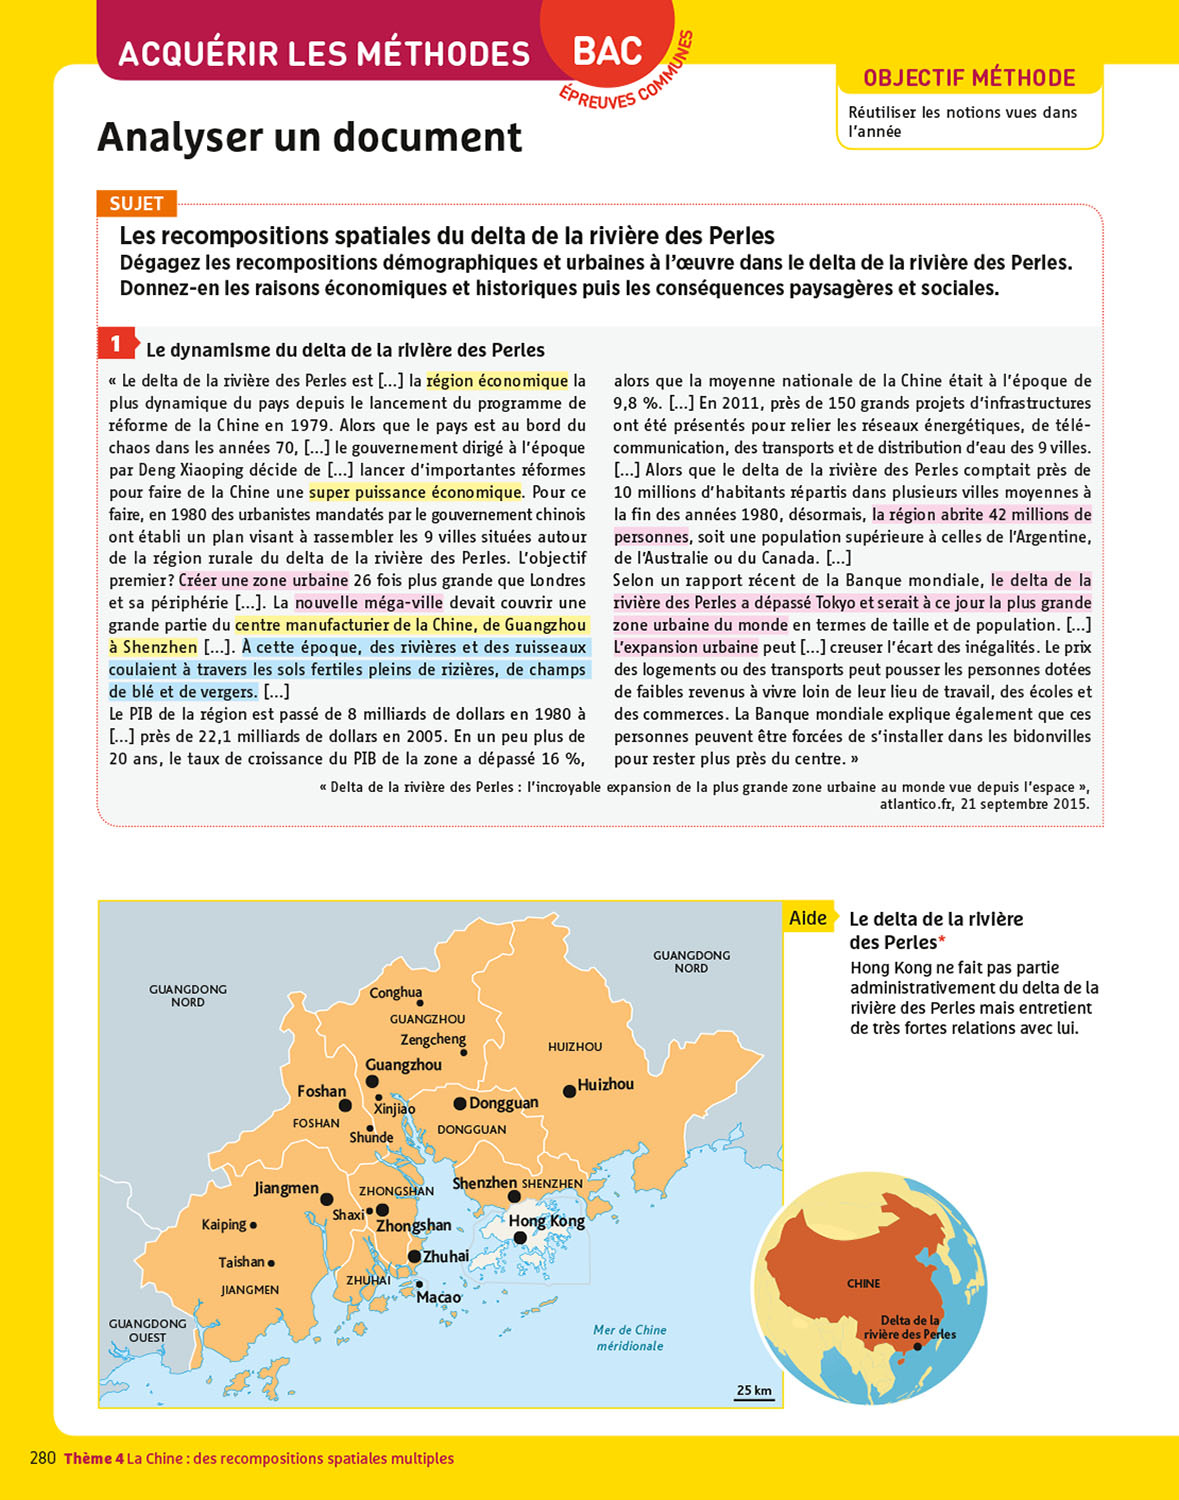 ACQUÉRIR LES MÉTHODES
BAC
ÉPREUVES COMMUNES
OBJECTIF MÉTHODE
Réutiliser les notions vues dans
l'année
Analyser un document
SUJET
Les recompositions spatiales du delta de la rivière des Perles
Dégagez les recompositions démographiques et urbaines à l'œuvre dans le delta de la rivière des Perles.
Donnez-en les raisons économiques et historiques puis les conséquences paysagères et sociales.
1 Le dynamisme du delta de la rivière des Perles
« Le delta de la rivière des Perles est [...] la région économique la
plus dynamique du pays depuis le lancement du programme de
réforme de la Chine en 1979. Alors que le pays est au bord du
chaos dans les années 70, [...] le gouvernement dirigé à l'époque
par Deng Xiaoping décide de [...] lancer d'importantes réformes
pour faire de la Chine une super puissance économique. Pour ce
faire, en 1980 des urbanistes mandatés par le gouvernement chinois
ont établi un plan visant à rassembler les 9 villes situées autour
de la région rurale du delta de la rivière des Perles. L'objectif
premier? Créer une zone urbaine 26 fois plus grande que Londres
et sa périphérie [...]. La nouvelle méga-ville devait couvrir une
grande partie du centre manufacturier de la Chine, de Guangzhou
à Shenzhen [...]. À cette époque, des rivières et des ruisseaux
coulaient à travers les sols fertiles pleins de rizières, de champs
de blé et de vergers. [...]
Le PIB de la région est passé de 8 milliards de dollars en 1980 à
[...] près de 22,1 milliards de dollars en 2005. En un peu plus de
20 ans, le taux de croissance du PIB de la zone a dépassé 16 %,
alors que la moyenne nationale de la Chine était à l'époque de
9,8 %. [...] En 2011, près de 150 grands projets d'infrastructures
ont été présentés pour relier les réseaux énergétiques, de télé-
communication, des transports et de distribution d'eau des 9 villes.
[...] Alors que le delta de la rivière des Perles comptait près de
10 millions d'habitants répartis dans plusieurs villes moyennes à
la fin des années 1980, désormais, la région abrite 42 millions de
personnes, soit une population supérieure à celles de l'Argentine,
de l'Australie ou du Canada. [...]
Selon un rapport récent de la Banque mondiale, le delta de la
rivière des Perles a dépassé Tokyo et serait à ce jour la plus grande
zone urbaine du monde en termes de taille et de population. [...]
L'expansion urbaine peut [...] creuser l'écart des inégalités. Le prix
des logements ou des transports peut pousser les personnes dotées
de faibles revenus à vivre loin de leur lieu de travail, des écoles et
des commerces. La Banque mondiale explique également que ces
personnes peuvent être forcées de s'installer dans les bidonvilles
pour rester plus près du centre. »
« Delta de la rivière des Perles : l'incroyable expansion de la plus grande zone urbaine au monde vue depuis l'espace »,
atlantico.fr, 21 septembre 2015.
Aide
Le delta de la rivière
des Perles*
Hong Kong ne fait pas partie
administrativement du delta de la
rivière des Perles mais entretient
de très fortes relations avec lui.
GUANGDONG
NORD
GUANGDONG
NORD
Conghua
GUANGZHOU
Zengcheng
HUIZHOU
Guangzhou
Huizhou
Foshan
Xinjiao
Dongguan
FOSHAN
Shunde
DONGGUAN
Jiangmen
ZHONGSHAN
Shenzhen
SHENZHEN
Shaxi
Kaiping
Zhongshan
Hong Kong
Taishan
Zhuhai
ZHUHAI
JIANGMEN
Macao
GUANGDONG
OUEST
Mer de Chine
méridionale
25 km
CHINE
Delta de la
rivière des Perles
280 Thème 4 La Chine : des recompositions spatiales multiples